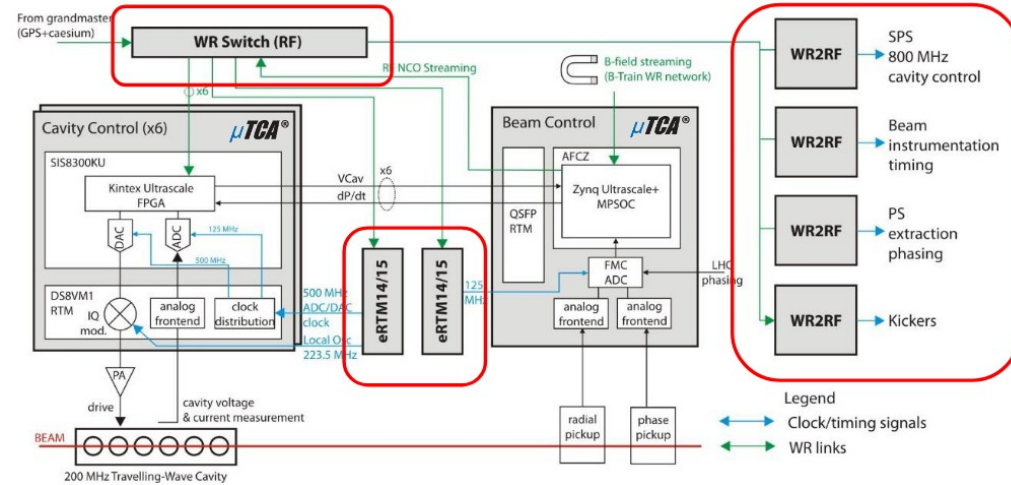 From grandmaster
(GPS+caesium)
WR Switch (RF)
RF NCO Streaming
x6
B-field streaming
(B-Train WR network)
Cavity Control (x6)
μTCA®
SIS8300KU
Kintex Ultrascale
FPGA
DAC
ADC
125 MHz
500 MHz
DS8VM1
RTM
IQ
mod.
analog
frontend
clock
distribution
VCav
dP/dt
x6
500 MHz
ADC/DAC
clock
Local Osc
223.5 MHz
eRTM14/15
eRTM14/15
125
MHz
Beam Control
μTCA®
AFCZ
Zynq Ultrascale+
MPSOC
QSFP
RTM
FMC
ADC
analog
frontend
analog
frontend
LHC
phasing
PA
drive
cavity voltage
& current measurement
radial
pickup
phase
pickup
BEAM
200 MHz Travelling-Wave Cavity
WR2RF
SPS
800 MHz
cavity control
WR2RF
Beam
instrumentation
timing
WR2RF
PS
extraction
phasing
WR2RF
Kickers
Legend
Clock/timing signals
WR links